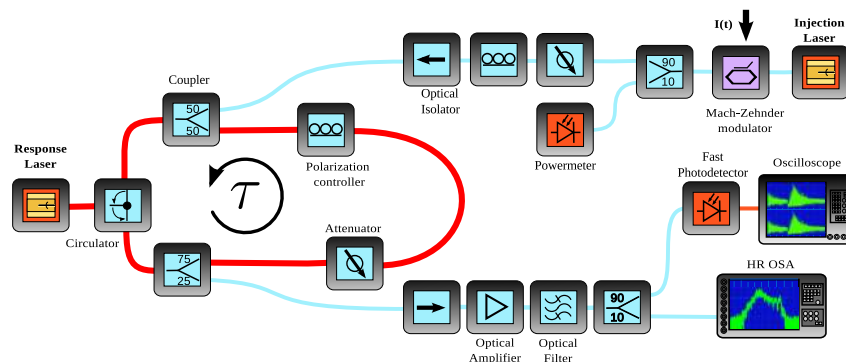 I(t)
Injection
Laser
90
10
Mach-Zehnder
modulator
Optical
Isolator
Powermeter
Coupler
50
50
Response
Laser
Circulator
Polarization
controller
τ
Attenuator
75
25
Fast
Photodetector
Oscilloscope
HR OSA
90
10
Optical
Amplifier
Optical
Filter